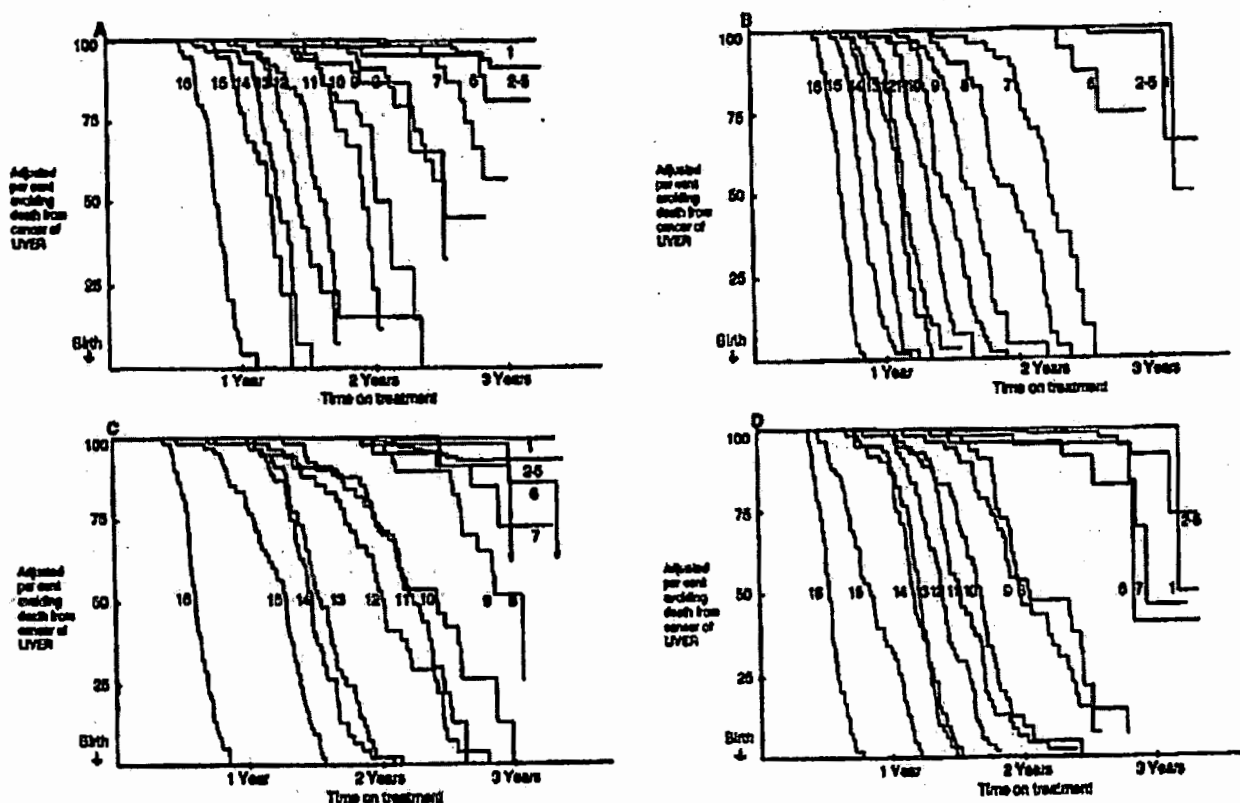 A
100
75
50
25
Adjusted
per cent
avoiding
death from
cancer of
LIVER
Birth
1 Year
2 Years
3 Years
Time on treatment
16
15
14
13
12
11
10
9
7
6
2-5
1
B
100
75
50
25
Adjusted
per cent
avoiding
death from
cancer of
LIVER
Birth
1 Year
2 Years
3 Years
Time on treatment
16
15
14
13
12
11
10
9
8
7
6
2-5
C
100
75
50
25
Adjusted
per cent
avoiding
death from
cancer of
LIVER
Birth
1 Year
2 Years
3 Years
Time on treatment
16
15
14
13
12
11
10
9
8
7
6
2-5
1
D
100
75
50
25
Adjusted
per cent
avoiding
death from
cancer of
LIVER
Birth
1 Year
2 Years
3 Years
Time on treatment
16
15
14
13
12
11
10
9
6
7
1
2-5